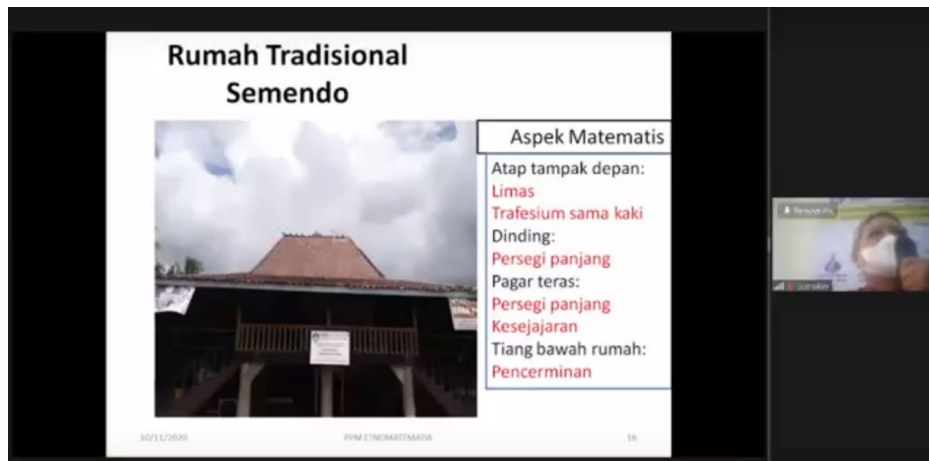 Rumah Tradisional
Semendo
Aspek Matematis
Atap tampak depan:
Limas
Trafesium sama kaki
Dinding:
Persegi panjang
Pagar teras:
Persegi panjang
Kesejajaran
Tiang bawah rumah:
Pencerminan
10/11/2020
PPM ETNOMATEMATIA
16